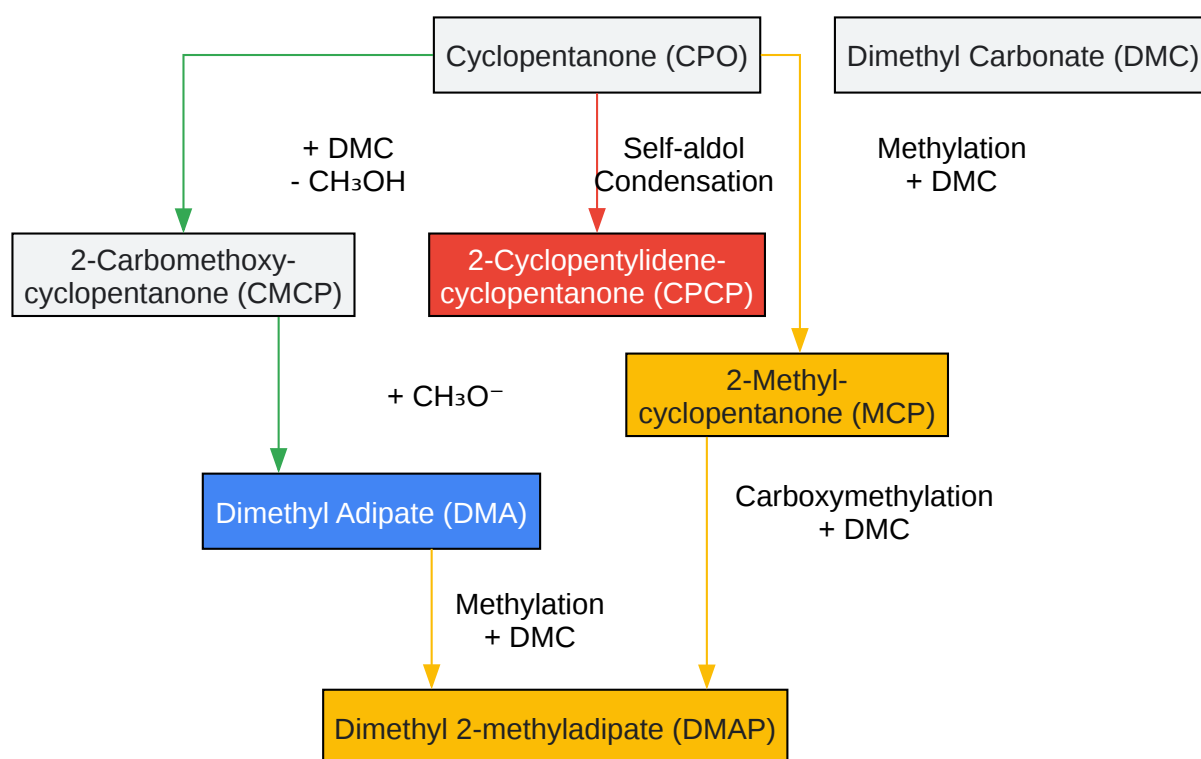 Cyclopentanone (CPO)
Dimethyl Carbonate (DMC)
+ DMC
- CH₃OH
Self-aldol
Condensation
Methylation
+ DMC
2-Carbomethoxy-
cyclopentanone (CMCP)
2-Cyclopentylidene-
cyclopentanone (CPCP)
+ CH₃O⁻
2-Methyl-
cyclopentanone (MCP)
Dimethyl Adipate (DMA)
Carboxymethylation
+ DMC
Methylation
+ DMC
Dimethyl 2-methyladipate (DMAP)